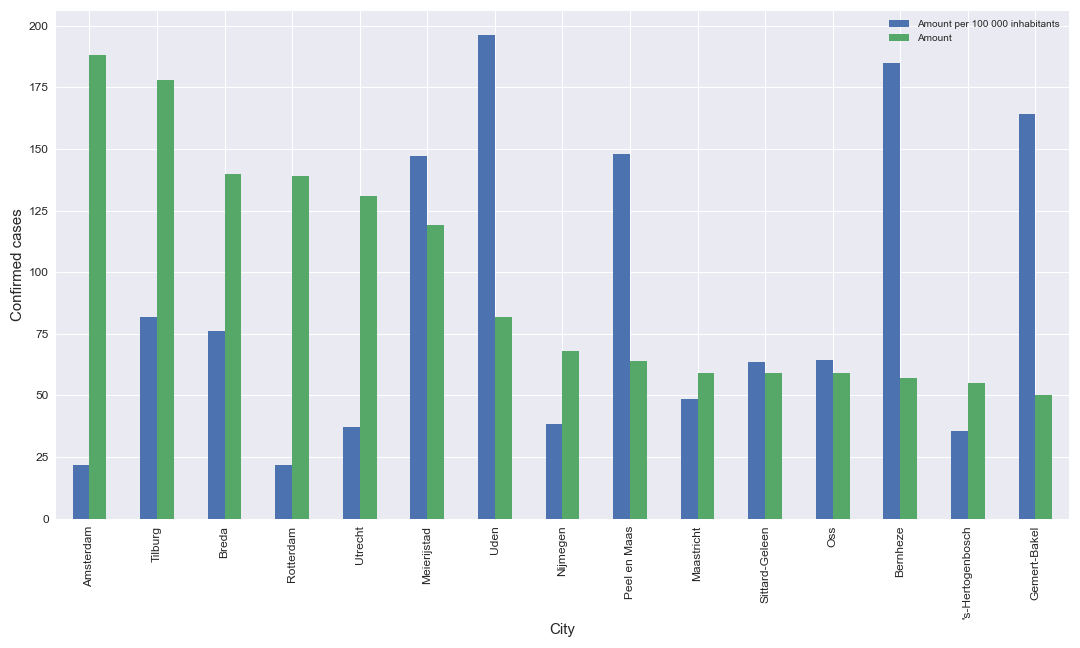 Amount per 100 000 inhabitants
Amount
Confirmed cases
200
175
150
125
100
75
50
25
0
Amsterdam
Tilburg
Breda
Rotterdam
Utrecht
Meierijstad
Uden
Nijmegen
Peel en Maas
Maastricht
Sittard-Geleen
Oss
Bernheze
's-Hertogenbosch
Gemert-Bakel
City